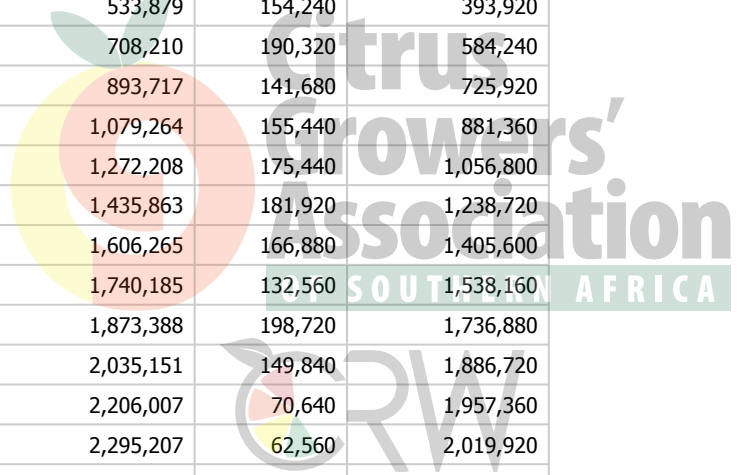 533,879 154,240 393,920
708,210 190,320 584,240
893,717 141,680 725,920
1,079,264 155,440 881,360
1,272,208 175,440 1,056,800
1,435,863 181,920 1,238,720
1,606,265 166,880 1,405,600
1,740,185 132,560 1,538,160
1,873,388 198,720 1,736,880
2,035,151 149,840 1,886,720
2,206,007 70,640 1,957,360
2,295,207 62,560 2,019,920
Citrus
Growers’
Association
OF SOUTHERN AFRICA
CRW